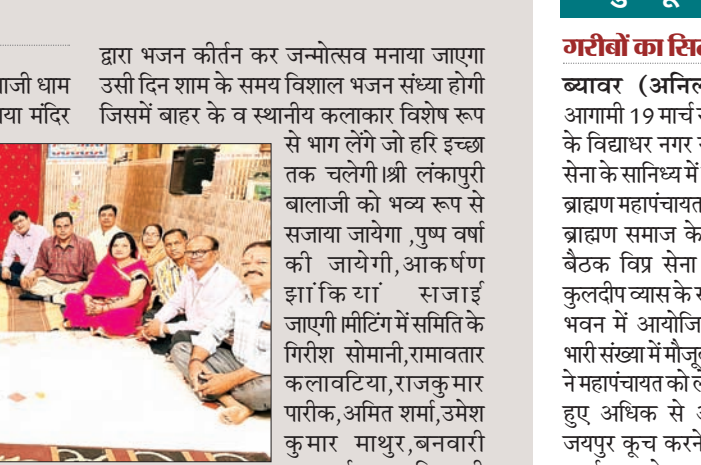 द्वारा भजन कीर्तन कर जन्मोत्सव मनाया जाएगा
उसी दिन शाम के समय विशाल भजन संध्या होगी
जिसमें बाहर के व स्थानीय कलाकार विशेष रूप
से भाग लेंगे जो हरि इच्छा
तक चलेगी।श्री लंकापुरी
बालाजी को भव्य रूप से
सजाया जायेगा ,पुष्प वर्षा
की जायेगी,आकर्षण
झांकियां सजाई
जाएगी।मीटिंग में समिति के
गिरीश सोमानी,रामावतार
कलावटिया,राजकुमार
पारीक,अमित शर्मा,उमेश
कुमार माथुर,बनवारी
धाम
मंदिर
गरीबों का
ब्यावर
आगामी 19 मार्च
के विद्याधर नगर
सेना के सानिध्य में
ब्राह्मण महापंचायत
ब्राह्मण समाज के
बैठक विप्र सेना
कुलदीप व्यास के
भवन में
भारी संख्या में
ने महापंचायत को
हुए अधिक से
जयपुर कूच करने